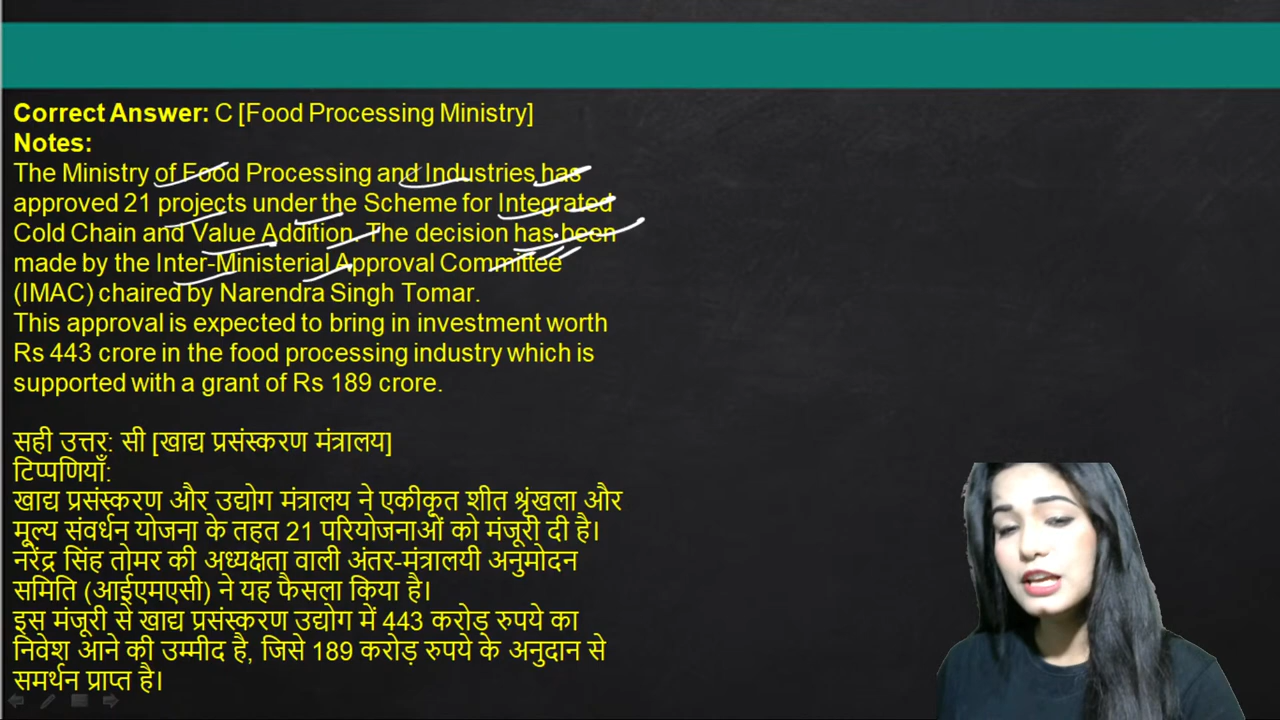 Correct Answer: C [Food Processing Ministry]
Notes:
The Ministry of Food Processing and Industries has
approved 21 projects under the Scheme for Integrated
Cold Chain and Value Addition. The decision has been
made by the Inter-Ministerial Approval Committee
(IMAC) chaired by Narendra Singh Tomar.
This approval is expected to bring in investment worth
Rs 443 crore in the food processing industry which is
supported with a grant of Rs 189 crore.
सही उत्तर: सी [खाद्य प्रसंस्करण मंत्रालय]
टिप्पणियाँ:
खाद्य प्रसंस्करण और उद्योग मंत्रालय ने एकीकृत शीत श्रृंखला और
मूल्य संवर्धन योजना के तहत 21 परियोजनाओं को मंजूरी दी है।
नरेंद्र सिंह तोमर की अध्यक्षता वाली अंतर-मंत्रालयी अनुमोदन
समिति (आईएमएसी) ने यह फैसला किया है।
इस मंजूरी से खाद्य प्रसंस्करण उद्योग में 443 करोड़ रुपये का
निवेश आने की उम्मीद है, जिसे 189 करोड़ रुपये के अनुदान से
समर्थन प्राप्त है।